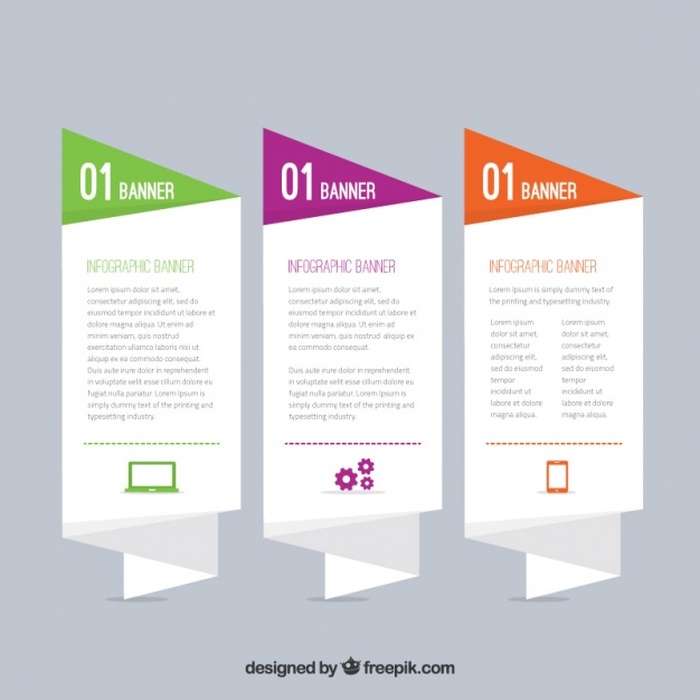 01 BANNER
INFOGRAPHIC BANNER
Lorem ipsum dolor sit amet,
consectetur adipiscing elit, sed do
eiusmod tempor incididunt ut labore et
dolore magna aliqua. Ut enim ad
minim veniam, quis nostrud
exercitation ullamco laboris nisi ut
aliquip ex ea commodo consequat.
Duis aute irure dolor in reprehenderit
in voluptate velit esse cillum dolore eu
fugiat nulla pariatur. Lorem Ipsum is
simply dummy text of the printing and
typesetting industry.
01 BANNER
INFOGRAPHIC BANNER
Lorem ipsum dolor sit amet,
consectetur adipiscing elit, sed do
eiusmod tempor incididunt ut labore et
dolore magna aliqua. Ut enim ad
minim veniam, quis nostrud aliquip ex
ea commodo consequat.
Duis aute irure dolor in reprehenderit
in voluptate velit esse cillum dolore eu
fugiat nulla pariatur. Lorem Ipsum is
simply dummy text of the printing and
typesetting industry.
01 BANNER
INFOGRAPHIC BANNER
Lorem Ipsum is simply dummy text of
the printing and typesetting industry.
Lorem ipsum
dolor sit amet,
consectetur
adipiscing elit,
sed do eiusmod
tempor
incididunt ut
labore et dolore
magna aliqua.
Lorem ipsum
dolor sit amet,
consectetur
adipiscing elit,
sed do eiusmod
tempor
incididunt ut
labore et dolore
magna aliqua.
designed by freepik.com